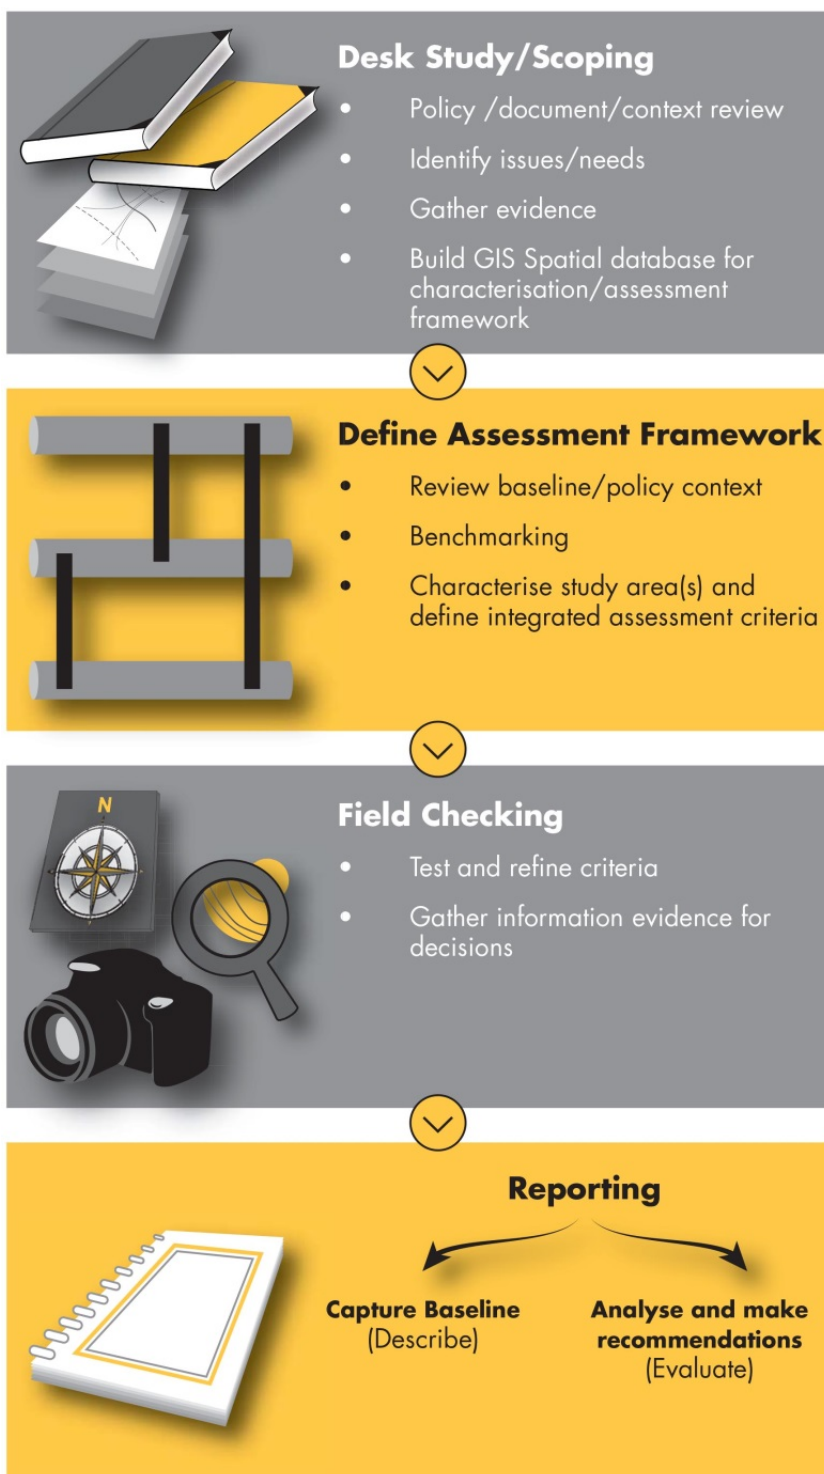 Desk Study/Scoping
• Policy /document/context review
• Identify issues/needs
• Gather evidence
• Build GIS Spatial database for
characterisation/assessment
framework
Define Assessment Framework
• Review baseline/policy context
• Benchmarking
• Characterise study area(s) and
define integrated assessment criteria
N
Field Checking
• Test and refine criteria
• Gather information evidence for
decisions
Reporting
Capture Baseline
(Describe)
Analyse and make
recommendations
(Evaluate)